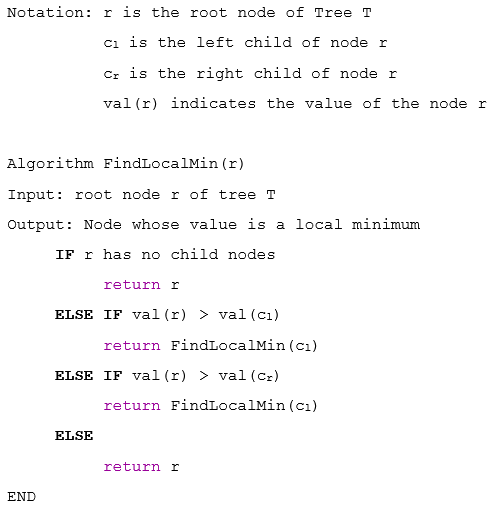 Notation: r is the root node of Tree T
cₗ is the left child of node r
cᵣ is the right child of node r
val(r) indicates the value of the node r
Algorithm FindLocalMin(r)
Input: root node r of tree T
Output: Node whose value is a local minimum
IF r has no child nodes
return r
ELSE IF val(r) > val(cₗ)
return FindLocalMin(cₗ)
ELSE IF val(r) > val(cᵣ)
return FindLocalMin(cₗ)
ELSE
return r
END